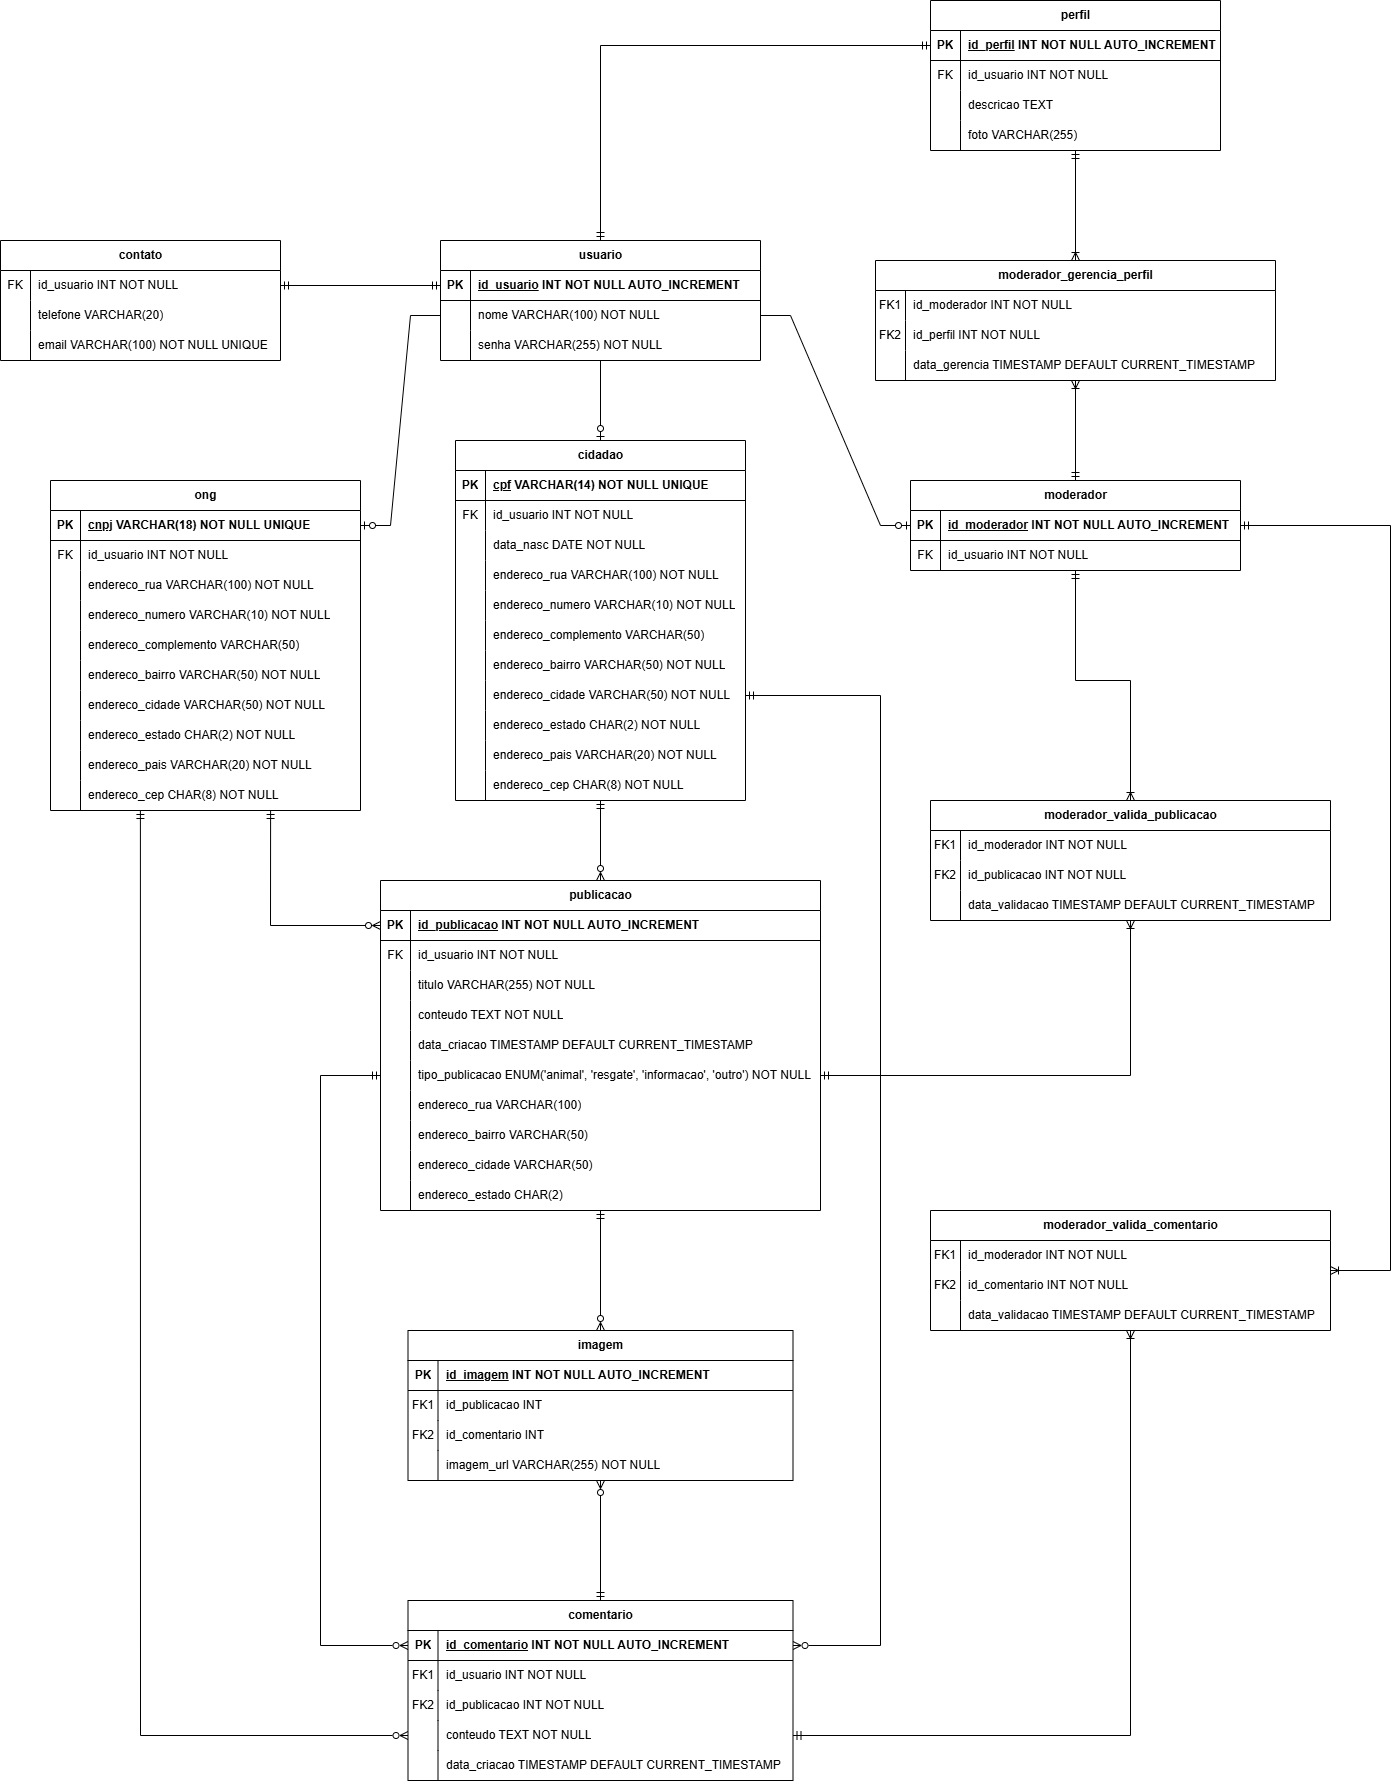 perfil
PK id_perfil INT NOT NULL AUTO_INCREMENT
FK id_usuario INT NOT NULL
descricao TEXT
foto VARCHAR(255)
contato
FK id_usuario INT NOT NULL
telefone VARCHAR(20)
email VARCHAR(100) NOT NULL UNIQUE
usuario
PK id_usuario INT NOT NULL AUTO_INCREMENT
nome VARCHAR(100) NOT NULL
senha VARCHAR(255) NOT NULL
moderador_gerencia_perfil
FK1 id_moderador INT NOT NULL
FK2 id_perfil INT NOT NULL
data_gerencia TIMESTAMP DEFAULT CURRENT_TIMESTAMP
ong
PK cnpj VARCHAR(18) NOT NULL UNIQUE
FK id_usuario INT NOT NULL
endereco_rua VARCHAR(100) NOT NULL
endereco_numero VARCHAR(10) NOT NULL
endereco_complemento VARCHAR(50)
endereco_bairro VARCHAR(50) NOT NULL
endereco_cidade VARCHAR(50) NOT NULL
endereco_estado CHAR(2) NOT NULL
endereco_pais VARCHAR(20) NOT NULL
endereco_cep CHAR(8) NOT NULL
cidadao
PK cpf VARCHAR(14) NOT NULL UNIQUE
FK id_usuario INT NOT NULL
data_nasc DATE NOT NULL
endereco_rua VARCHAR(100) NOT NULL
endereco_numero VARCHAR(10) NOT NULL
endereco_complemento VARCHAR(50)
endereco_bairro VARCHAR(50) NOT NULL
endereco_cidade VARCHAR(50) NOT NULL
endereco_estado CHAR(2) NOT NULL
endereco_pais VARCHAR(20) NOT NULL
endereco_cep CHAR(8) NOT NULL
moderador
PK id_moderador INT NOT NULL AUTO_INCREMENT
FK id_usuario INT NOT NULL
moderador_valida_publicacao
FK1 id_moderador INT NOT NULL
FK2 id_publicacao INT NOT NULL
data_validacao TIMESTAMP DEFAULT CURRENT_TIMESTAMP
publicacao
PK id_publicacao INT NOT NULL AUTO_INCREMENT
FK id_usuario INT NOT NULL
titulo VARCHAR(255) NOT NULL
conteudo TEXT NOT NULL
data_criacao TIMESTAMP DEFAULT CURRENT_TIMESTAMP
tipo_publicacao ENUM('animal', 'resgate', 'informacao', 'outro') NOT NULL
endereco_rua VARCHAR(100)
endereco_bairro VARCHAR(50)
endereco_cidade VARCHAR(50)
endereco_estado CHAR(2)
moderador_valida_comentario
FK1 id_moderador INT NOT NULL
FK2 id_comentario INT NOT NULL
data_validacao TIMESTAMP DEFAULT CURRENT_TIMESTAMP
imagem
PK id_imagem INT NOT NULL AUTO_INCREMENT
FK1 id_publicacao INT
FK2 id_comentario INT
imagem_url VARCHAR(255) NOT NULL
comentario
PK id_comentario INT NOT NULL AUTO_INCREMENT
FK1 id_usuario INT NOT NULL
FK2 id_publicacao INT NOT NULL
conteudo TEXT NOT NULL
data_criacao TIMESTAMP DEFAULT CURRENT_TIMESTAMP